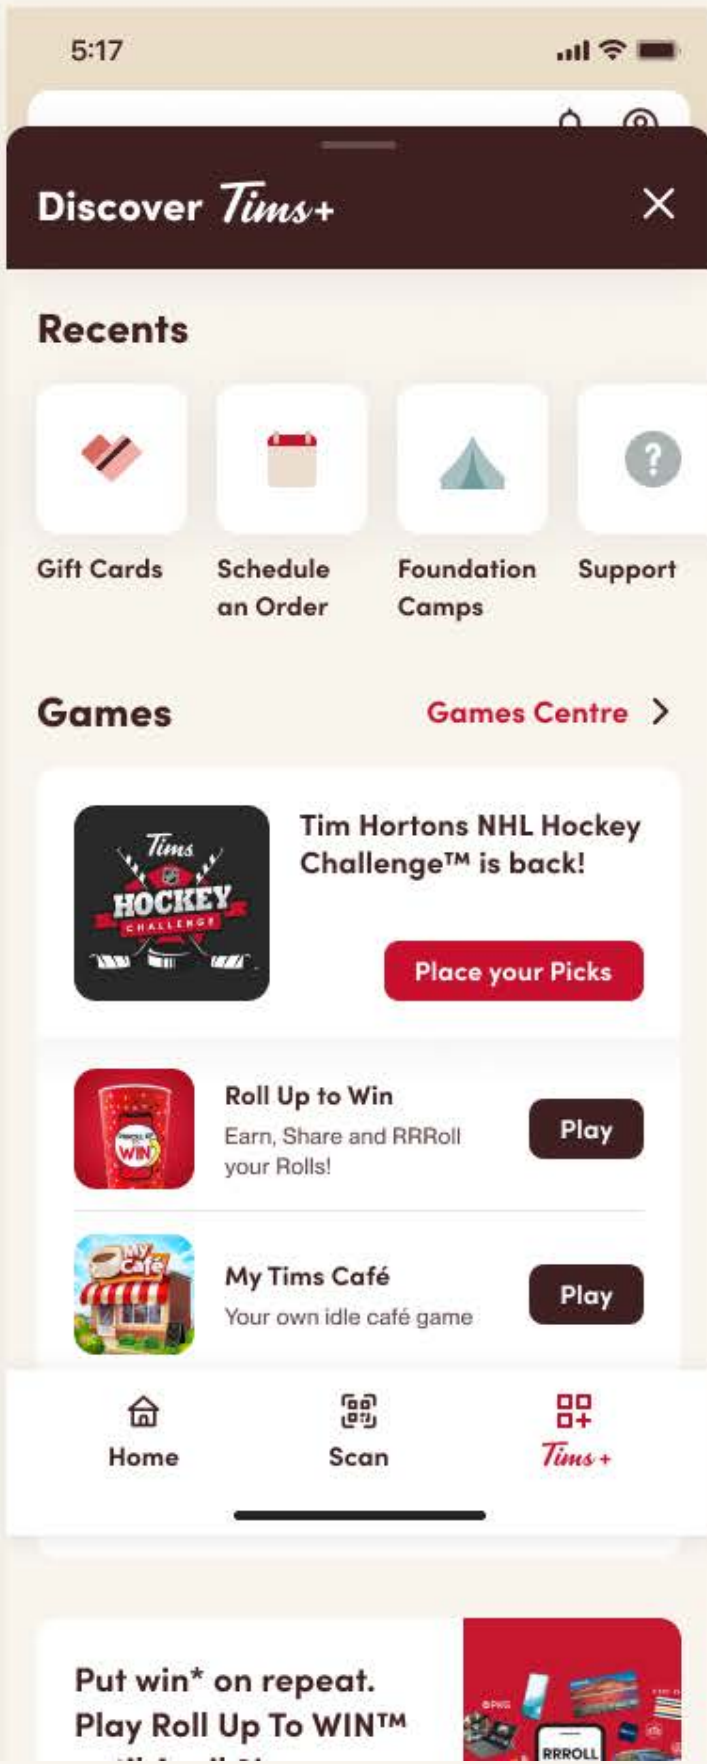 5:17
Discover Tims+
Recents
Gift Cards
Schedule
an Order
Foundation
Camps
Support
Games
Games Centre
Tims
HOCKEY
CHALLENGE
Tim Hortons NHL Hockey
Challenge™ is back!
Place your Picks
WIN
Roll Up to Win
Earn, Share and RRRoll
your Rolls!
Play
My
Café
My Tims Café
Your own idle café game
Play
Home
Scan
Tims+
Put win* on repeat.
Play Roll Up To WIN™
RRROLL